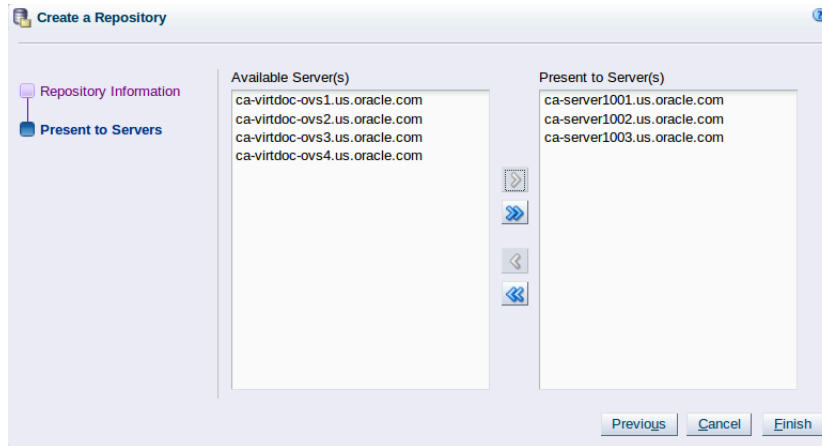 Create a Repository
Repository Information
Present to Servers
Available Server(s)
ca-virtdoc-ovs1.us.oracle.com
ca-virtdoc-ovs2.us.oracle.com
ca-virtdoc-ovs3.us.oracle.com
ca-virtdoc-ovs4.us.oracle.com
Present to Server(s)
ca-server1001.us.oracle.com
ca-server1002.us.oracle.com
ca-server1003.us.oracle.com
Previous
Cancel
Finish